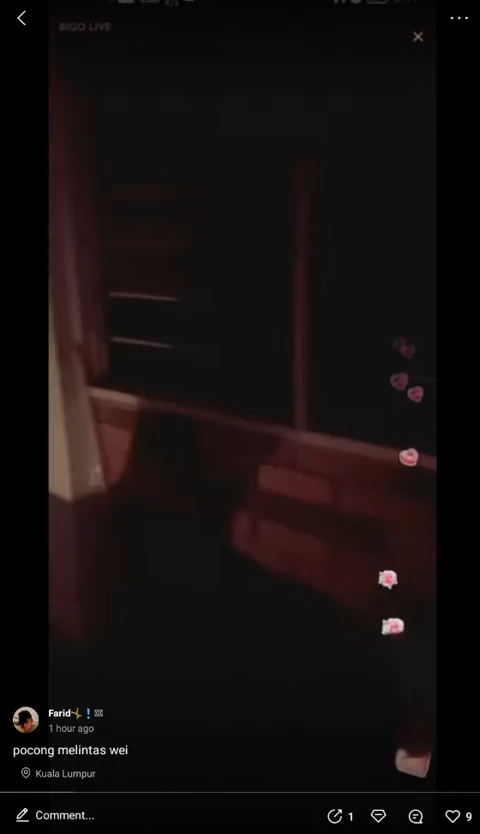 BIGO LIVE
Farid
1 hour ago
pocong melintas wei
Kuala Lumpur
Comment...
1
9